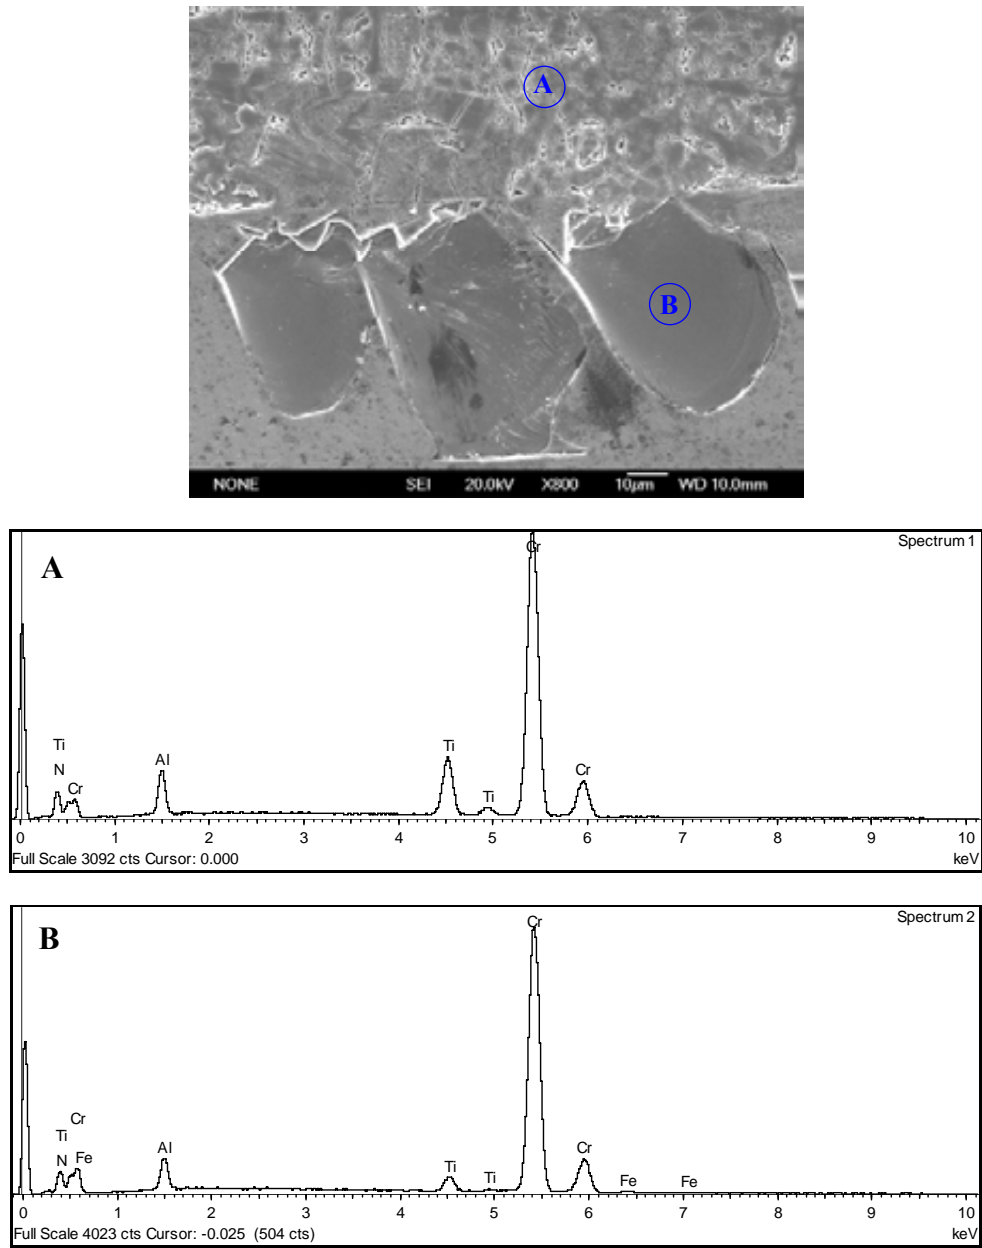 A
B
NONE SEI 20.0kV X800 10µm WD 10.0mm
Spectrum 1
A
Cr
Ti
N
Cr
Al
Ti
Ti
Cr
0 1 2 3 4 5 6 7 8 9 10
Full Scale 3092 cts Cursor: 0.000 keV
Spectrum 2
B
Cr
Cr
Ti
N Fe
Al
Ti
Ti
Cr
Fe
Fe
0 1 2 3 4 5 6 7 8 9 10
Full Scale 4023 cts Cursor: -0.025 (504 cts) keV